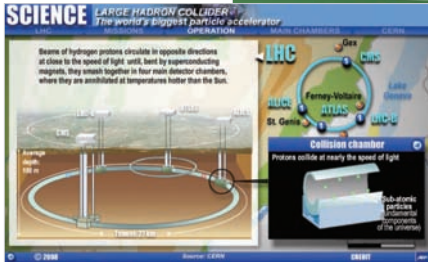 SCIENCE
LARGE HADRON COLLIDER
The world's biggest particle accelerator
LHC MISSIONS OPERATION MAIN CHAMBERS CERN
Beams of hydrogen protons circulate in opposite directions
at close to the speed of light until, bent by superconducting
magnets, they smash together in four main detector chambers,
where they are annihilated at temperatures hotter than the Sun.
LHC
Gex
CMS
Lake
Geneva
Ferney-Voltaire
ALICE
ATLAS
St. Genis
LHC-B
CMS
Average
depth:
100 m
Collision chamber
Protons collide at nearly the speed of light
Sub-atomic
particles
(fundamental
components
of the universe)
© 2008
Source: CERN
CREDIT